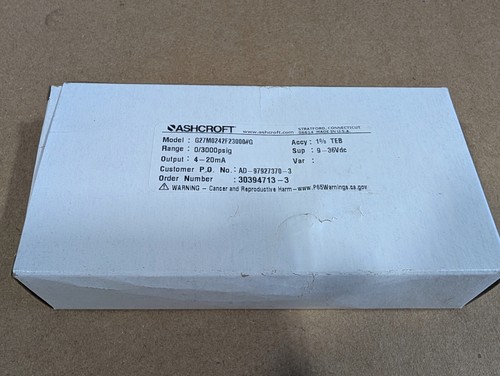 ASHCROFT
www.ashcroft.com
STRATFORD, CONNECTICUT
06614 MADE IN U.S.A.
Model : G27M0242F23000#G Accy : 1% TEB
Range : 0/3000psig Sup : 9-36Vdc
Output : 4-20mA Var :
Customer P.O. No.: AD-97927370-3
Order Number : 30394713-3
⚠ WARNING - Cancer and Reproductive Harm - www.P65Warnings.ca.gov